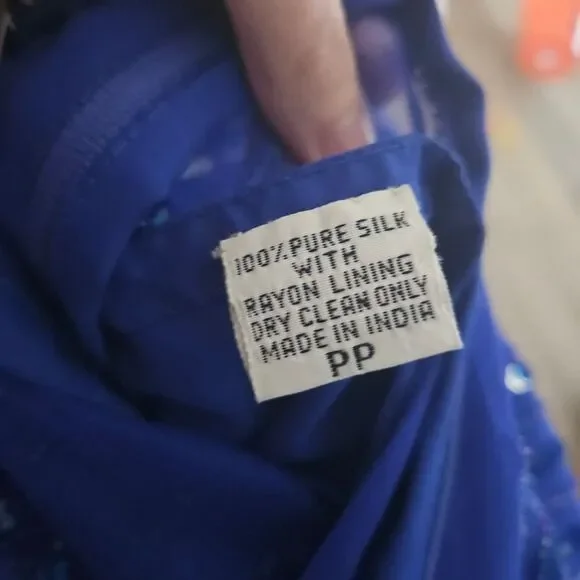 100% PURE SILK
WITH
RAYON LINING
DRY CLEAN ONLY
MADE IN INDIA
PP